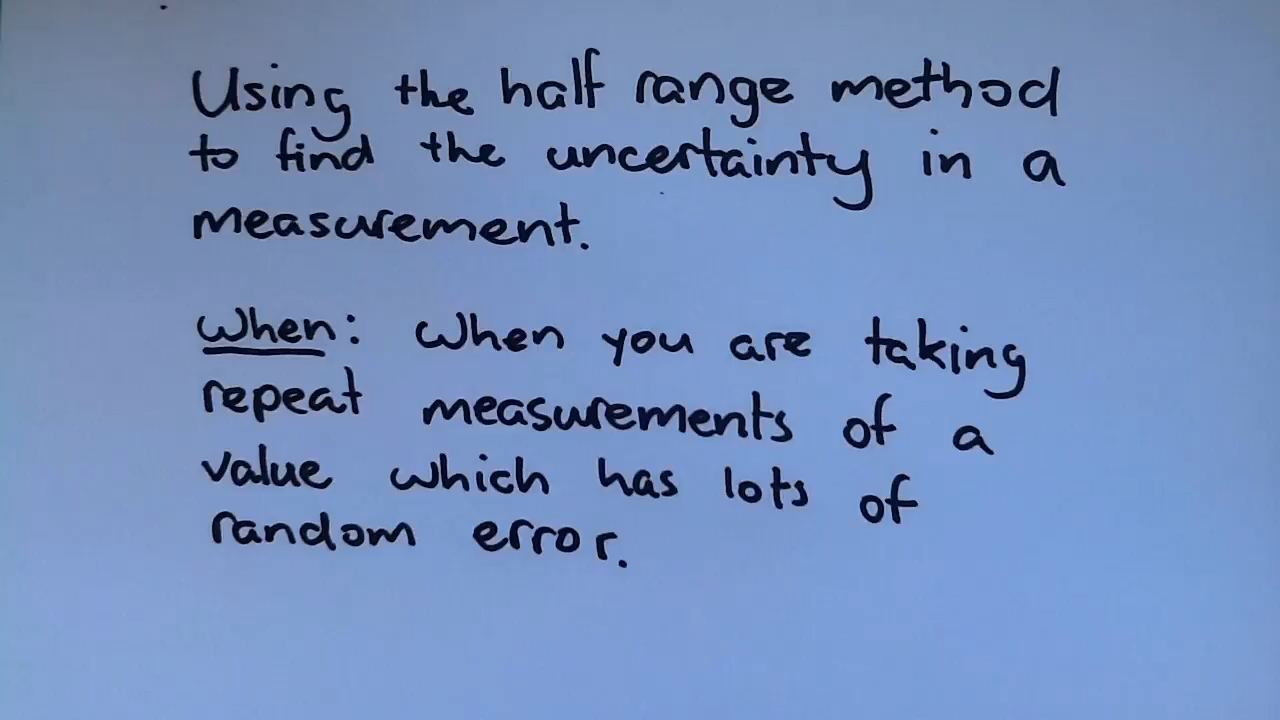 Using the half range method
to find the uncertainty in a
measurement.
When: When you are taking
repeat measurements of a
value which has lots of
random error.